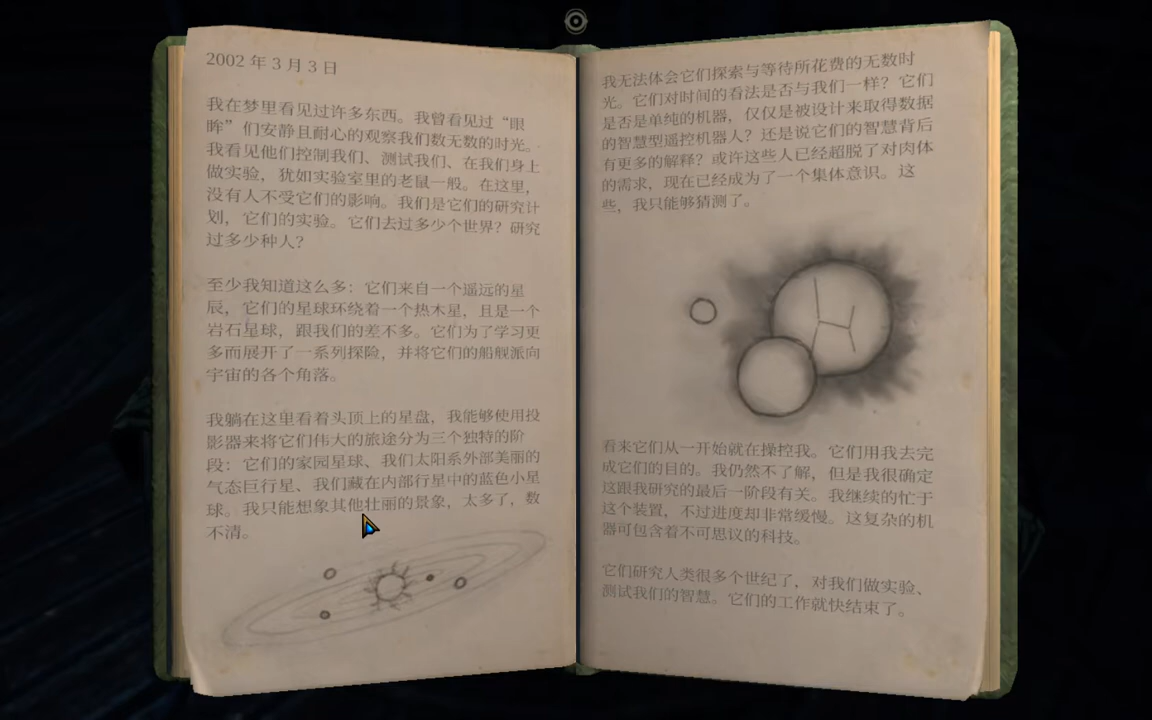 2002 年 3 月 3 日
我在梦里看见过许多东西。我曾看见过“眼
眸”们安静且耐心的观察我们数无数的时光。
我看见他们控制我们、测试我们、在我们身上
做实验，犹如实验室里的老鼠一般。在这里，
没有人不受它们的影响。我们是它们的研究计
划，它们的实验。它们去过多少个世界？研究
过多少种人？
至少我知道这么多：它们来自一个遥远的星
辰，它们的星球环绕着一个热木星，且是一个
岩石星球，跟我们的差不多。它们为了学习更
多而展开了一系列探险，并将它们的船舰派向
宇宙的各个角落。
我躺在这里看着头顶上的星盘，我能够使用投
影器来将它们伟大的旅途分为三个独特的阶
段：它们的家园星球、我们太阳系外部美丽的
气态巨行星、我们藏在内部行星中的蓝色小星
球。我只能想象其他壮丽的景象，太多了，数
不清。
我无法体会它们探索与等待所花费的无数时
光。它们对时间的看法是否与我们一样？它们
是否是单纯的机器，仅仅是被设计来取得数据
的智慧型遥控机器人？还是说它们的智慧背后
有更多的解释？或许这些人已经超脱了对肉体
的需求，现在已经成为了一个集体意识。这
些，我只能够猜测了。
看来它们从一开始就在操控我。它们用我去完
成它们的目的。我仍然不了解，但是我很确定
这跟我研究的最后一阶段有关。我继续的忙于
这个装置，不过进度却非常缓慢。这复杂的机
器可包含着不可思议的科技。
它们研究人类很多个世纪了，对我们做实验、
测试我们的智慧。它们的工作就快结束了。